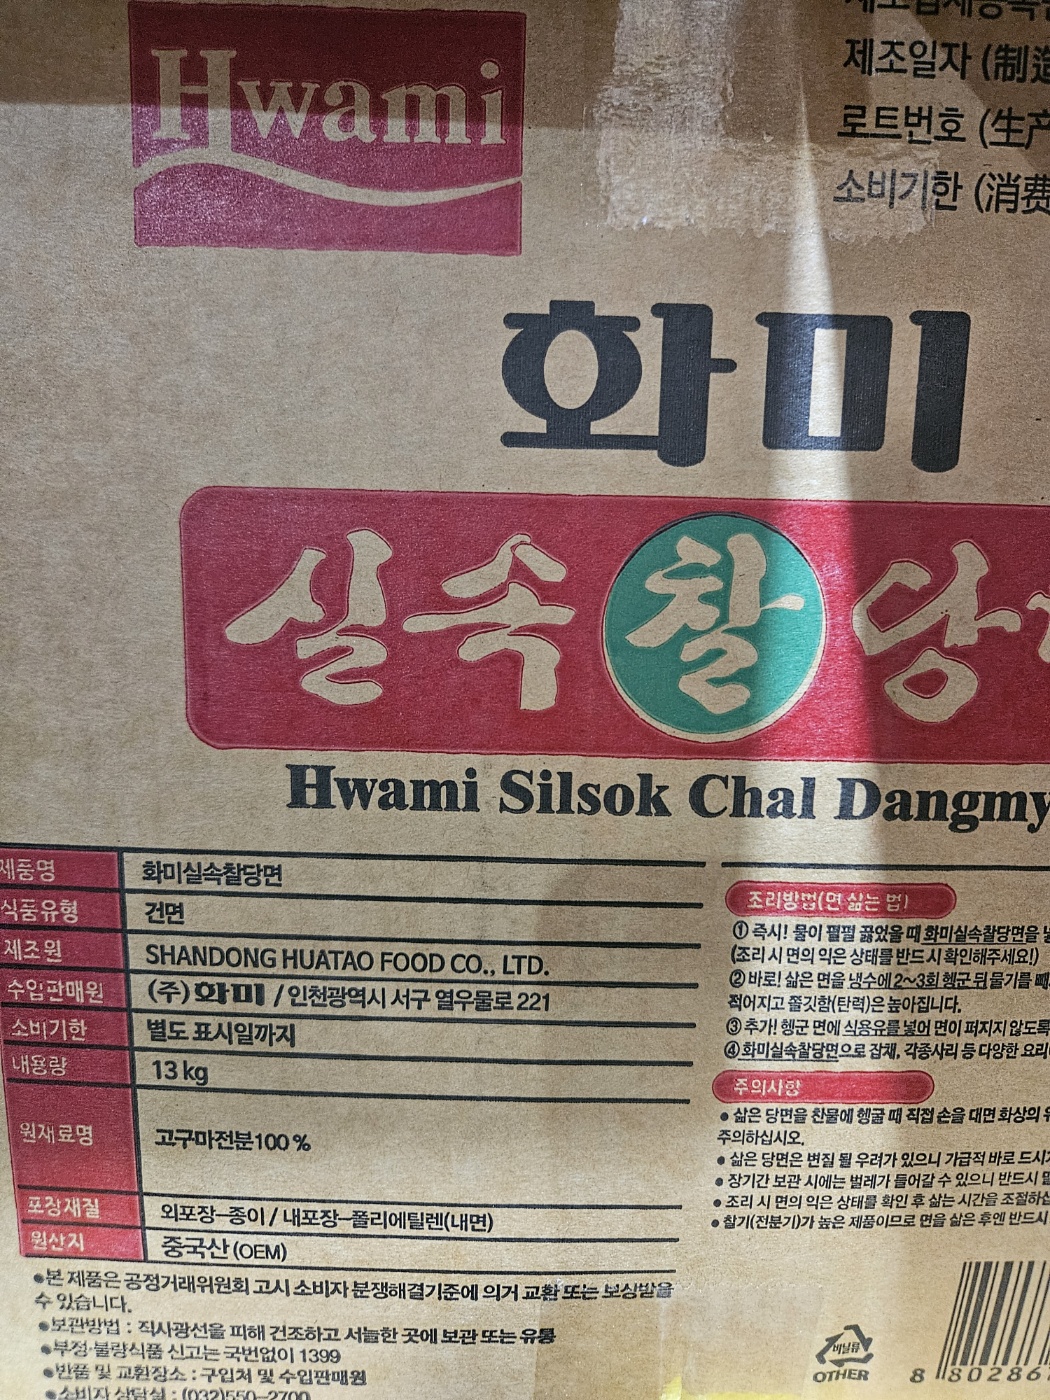 Hwami
제조일자 (制造
로트번호 (生产
소비기한 (消费
화미
실속찰당
Hwami Silsok Chal Dangmy
제품명 화미실속찰당면
식품유형 건면
제조원 SHANDONG HUATAO FOOD CO., LTD.
수입판매원 (주)화미 / 인천광역시 서구 열우물로 221
소비기한 별도 표시일까지
내용량 13 kg
원재료명 고구마전분100 %
포장재질 외포장-종이 / 내포장-폴리에틸렌(내면)
원산지 중국산 (OEM)
●본 제품은 공정거래위원회 고시 소비자 분쟁해결기준에 의거 교환 또는 보상받을
수 있습니다.
●보관방법 : 직사광선을 피해 건조하고 서늘한 곳에 보관 또는 유통
●부정·불량식품 신고는 국번없이 1399
●반품 및 교환장소 : 구입처 및 수입판매원
●소비자 상담실 : (032)550-2700
조리방법(면 삶는 법)
① 즉시! 물이 펄펄 끓었을 때 화미실속찰당면을
(조리 시 면의 익은 상태를 반드시 확인해주세요!)
② 바로! 삶은 면을 냉수에 2~3회 헹군 뒤 물기를
적어지고 쫄깃함(탄력)은 높아집니다.
③ 추가! 헹군 면에 식용유를 넣어 면이 퍼지지 않도록
④ 화미실속찰당면으로 잡채, 각종사리 등 다양한
주의사항
● 삶은 당면을 찬물에 헹굴 때 직접 손을 대면 화상의
주의하십시오.
● 삶은 당면은 변질 될 우려가 있으니 가급적 바로
● 장기간 보관 시에는 벌레가 들어갈 수 있으니 반드시
● 조리 시 면의 익은 상태를 확인 후 삶는 시간을
● 찰기(전분기)가 높은 제품이므로 면을 삶은 후엔 반드시
비닐류
OTHER
8 80286